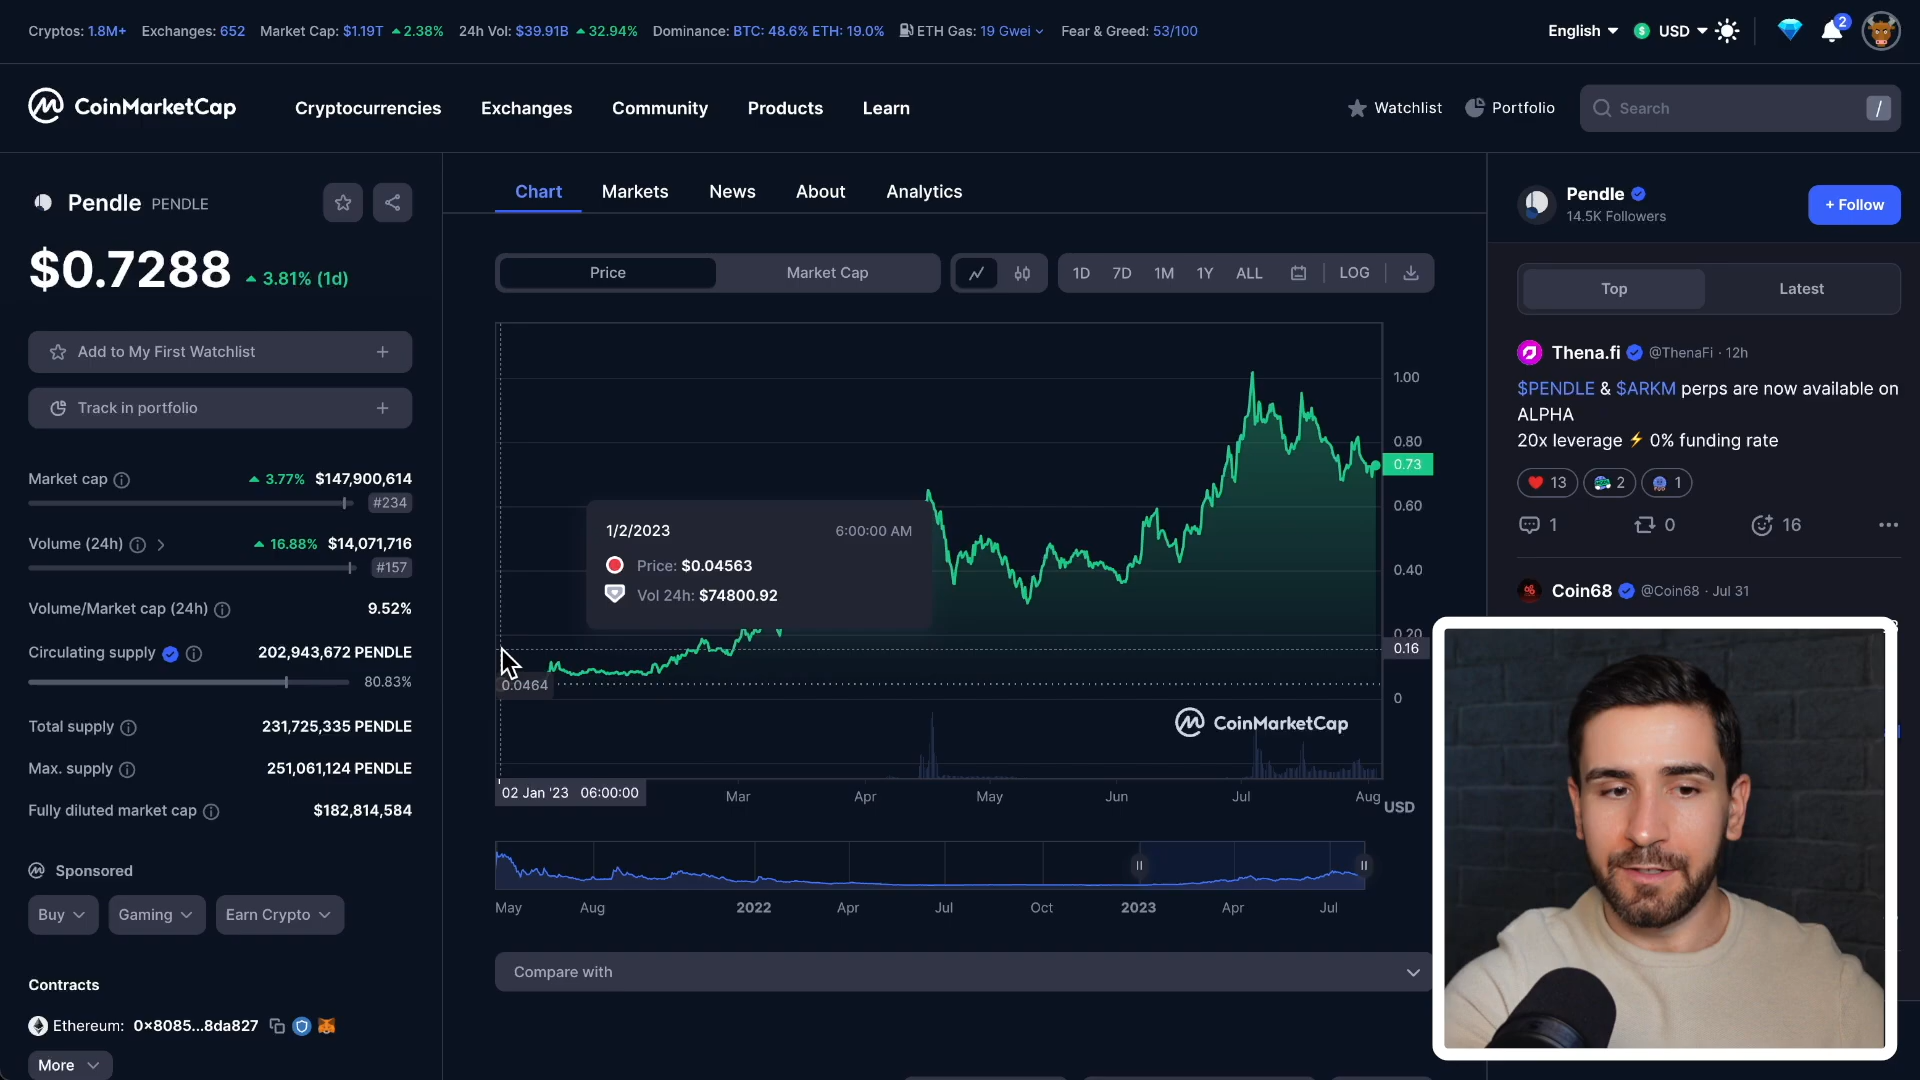 Cryptos: 1.8M+ Exchanges: 652 Market Cap: $1.19T 2.38% 24h Vol: $39.91B 32.94% Dominance: BTC: 48.6% ETH: 19.0% ETH Gas: 19 Gwei Fear & Greed: 53/100
English $ USD 2
CoinMarketCap Cryptocurrencies Exchanges Community Products Learn
Watchlist Portfolio Search /
Pendle PENDLE
$0.7288 3.81% (1d)
Add to My First Watchlist +
Track in portfolio +
Market cap 3.77% $147,900,614
#234
Volume (24h) 16.88% $14,071,716
#157
Volume/Market cap (24h) 9.52%
Circulating supply 202,943,672 PENDLE
80.83%
Total supply 231,725,335 PENDLE
Max. supply 251,061,124 PENDLE
Fully diluted market cap $182,814,584
Sponsored
Buy Gaming Earn Crypto
Contracts
Ethereum: 0x8085...8da827
More
Chart Markets News About Analytics
Price Market Cap 1D 7D 1M 1Y ALL LOG
1.00
0.80
0.73
0.60
0.40
0.20
0.16
0
1/2/2023 6:00:00 AM
Price: $0.04563
Vol 24h: $74800.92
0.0464
CoinMarketCap
02 Jan '23 06:00:00 Mar Apr May Jun Jul Aug
USD
May Aug 2022 Apr Jul Oct 2023 Apr Jul
Compare with
Pendle
14.5K Followers
+ Follow
Top Latest
Thena.fi @ThenaFi · 12h
$PENDLE & $ARKM perps are now available on
ALPHA
20x leverage ⚡ 0% funding rate
13 2 1
1 0 16
Coin68 @Coin68 · Jul 31